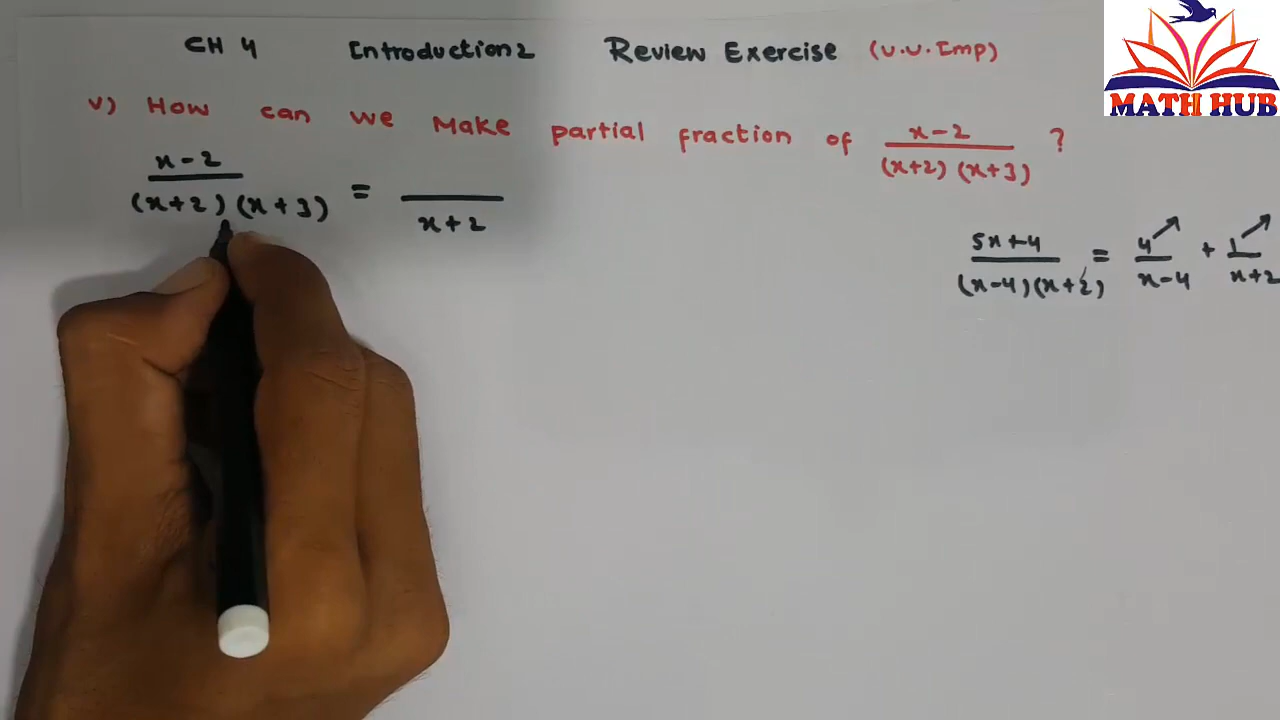 CH 4 Introduction2 Review Exercise (v.v.Imp)
MATH HUB
v) How can we Make partial fraction of x-2 / (x+2) (x+3) ?
x-2 / (x+2) (x+3) = / x+2
5x+4 / (x-4)(x+2) = 4 / x-4 + 1 / x+2